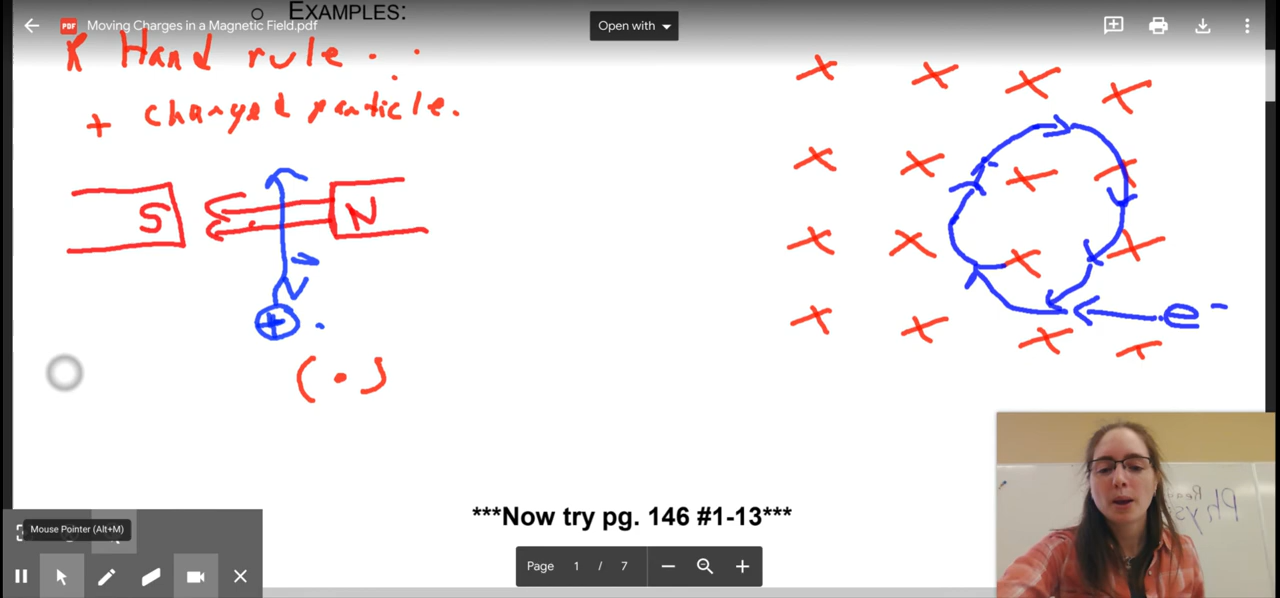 EXAMPLES:
Moving Charges in a Magnetic Field.pdf
PDF
Open with
R Hand rule.
+ charged particle.
S
N
V
+
(•)
X X X X
X X X X
X X X X
X X X X
e-
***Now try pg. 146 #1-13***
Mouse Pointer (Alt+M)
Page 1 / 7